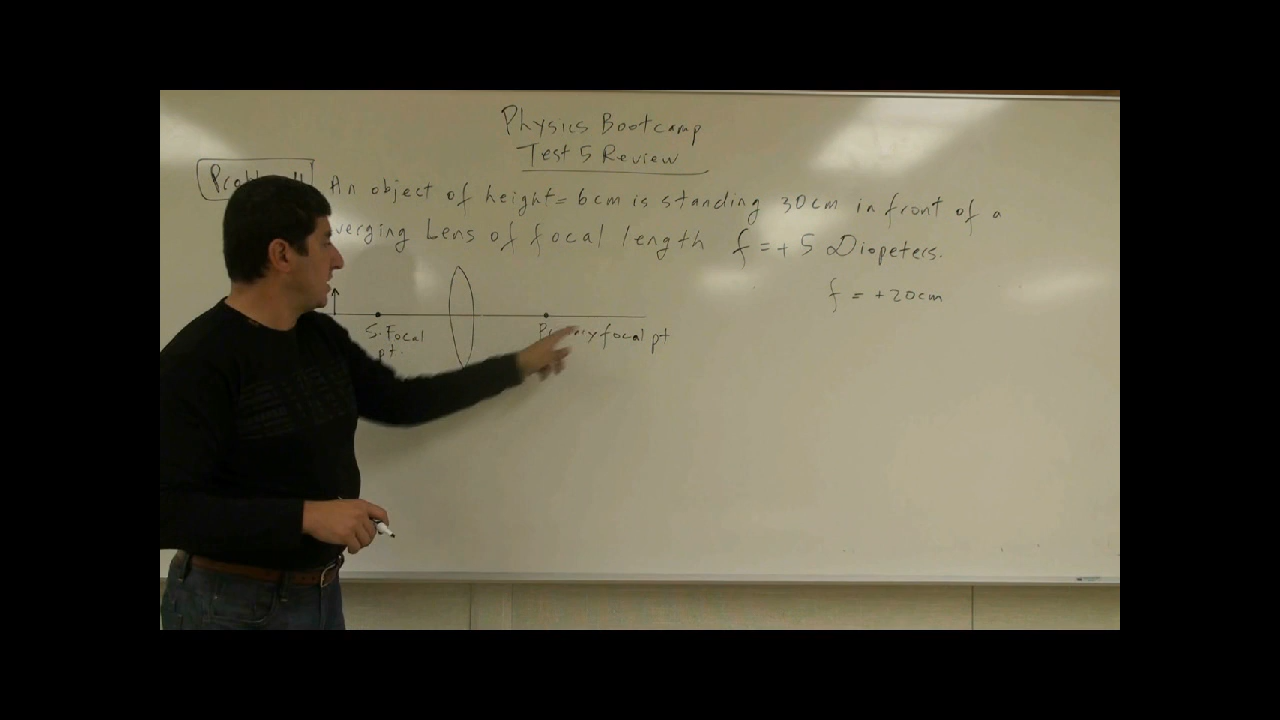 Physics Bootcamp
Test 5 Review
An object of height = 6cm is standing 30cm in front of a
verging Lens of focal length f = + 5 Diopeters.
f = +20cm
S. Focal
pt.
focal pt